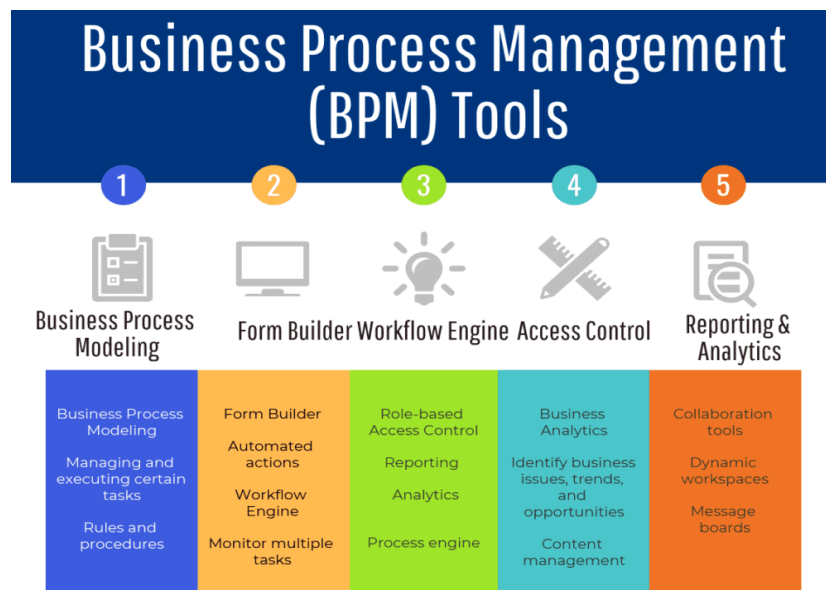 Business Process Management
(BPM) Tools
1
2
3
4
5
Business Process
Modeling
Form Builder
Workflow Engine
Access Control
Reporting &
Analytics
Business Process
Modeling
Managing and
executing certain
tasks
Rules and
procedures
Form Builder
Automated
actions
Workflow
Engine
Monitor multiple
tasks
Role-based
Access Control
Reporting
Analytics
Process engine
Business
Analytics
Identify business
issues, trends,
and
opportunities
Content
management
Collaboration
tools
Dynamic
workspaces
Message
boards